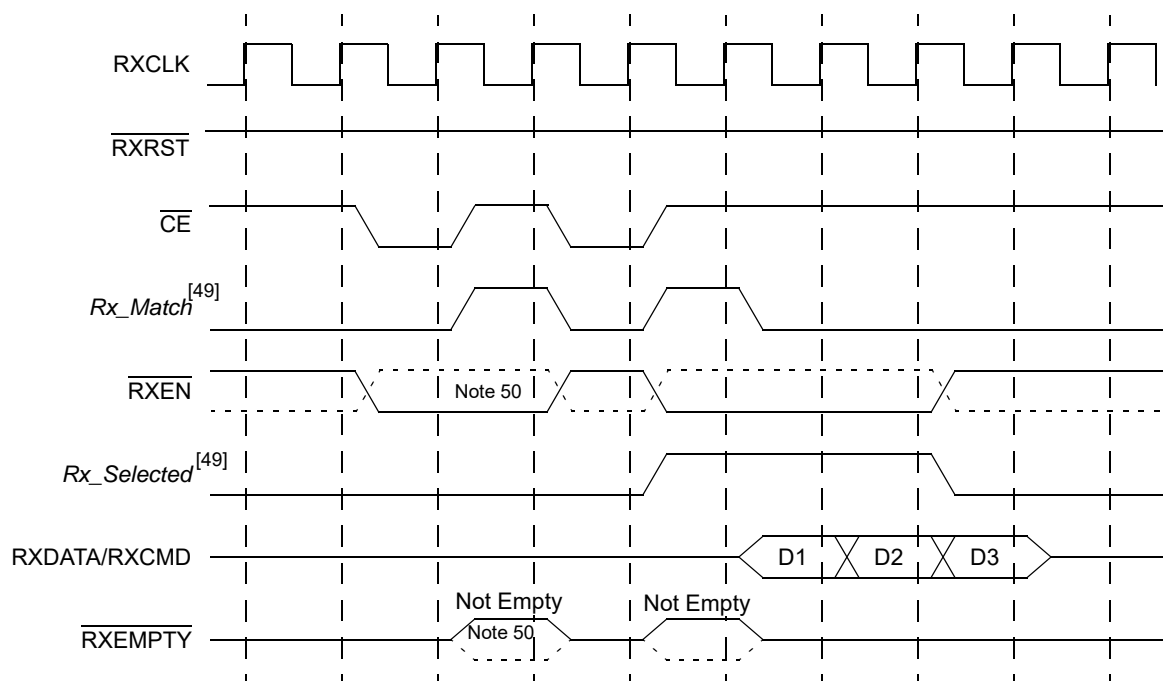 RXCLK
RXRST
CE
Rx_Match[49]
RXEN
Note 50
Rx_Selected[49]
RXDATA/RXCMD
D1
D2
D3
Not Empty
Not Empty
RXEMPTY
Note 50